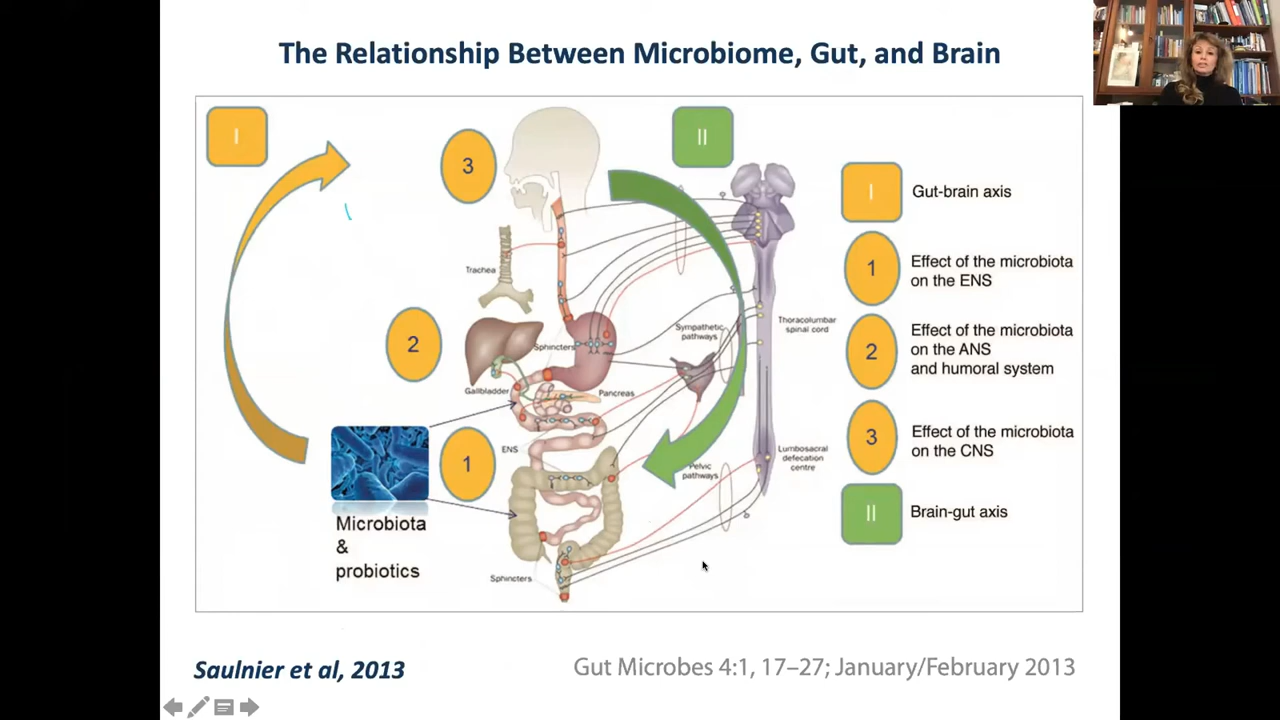 The Relationship Between Microbiome, Gut, and Brain
I
3
II
Trachea
2
Sphincters
Gallbladder
Pancreas
Sympathetic
pathways
Thoracolumbar
spinal cord
1
ENS
Pelvic
pathways
Lumbosacral
defecation
centre
Sphincters
Microbiota
&
probiotics
I
Gut-brain axis
1
Effect of the microbiota
on the ENS
2
Effect of the microbiota
on the ANS
and humoral system
3
Effect of the microbiota
on the CNS
II
Brain-gut axis
Saulnier et al, 2013
Gut Microbes 4:1, 17–27; January/February 2013